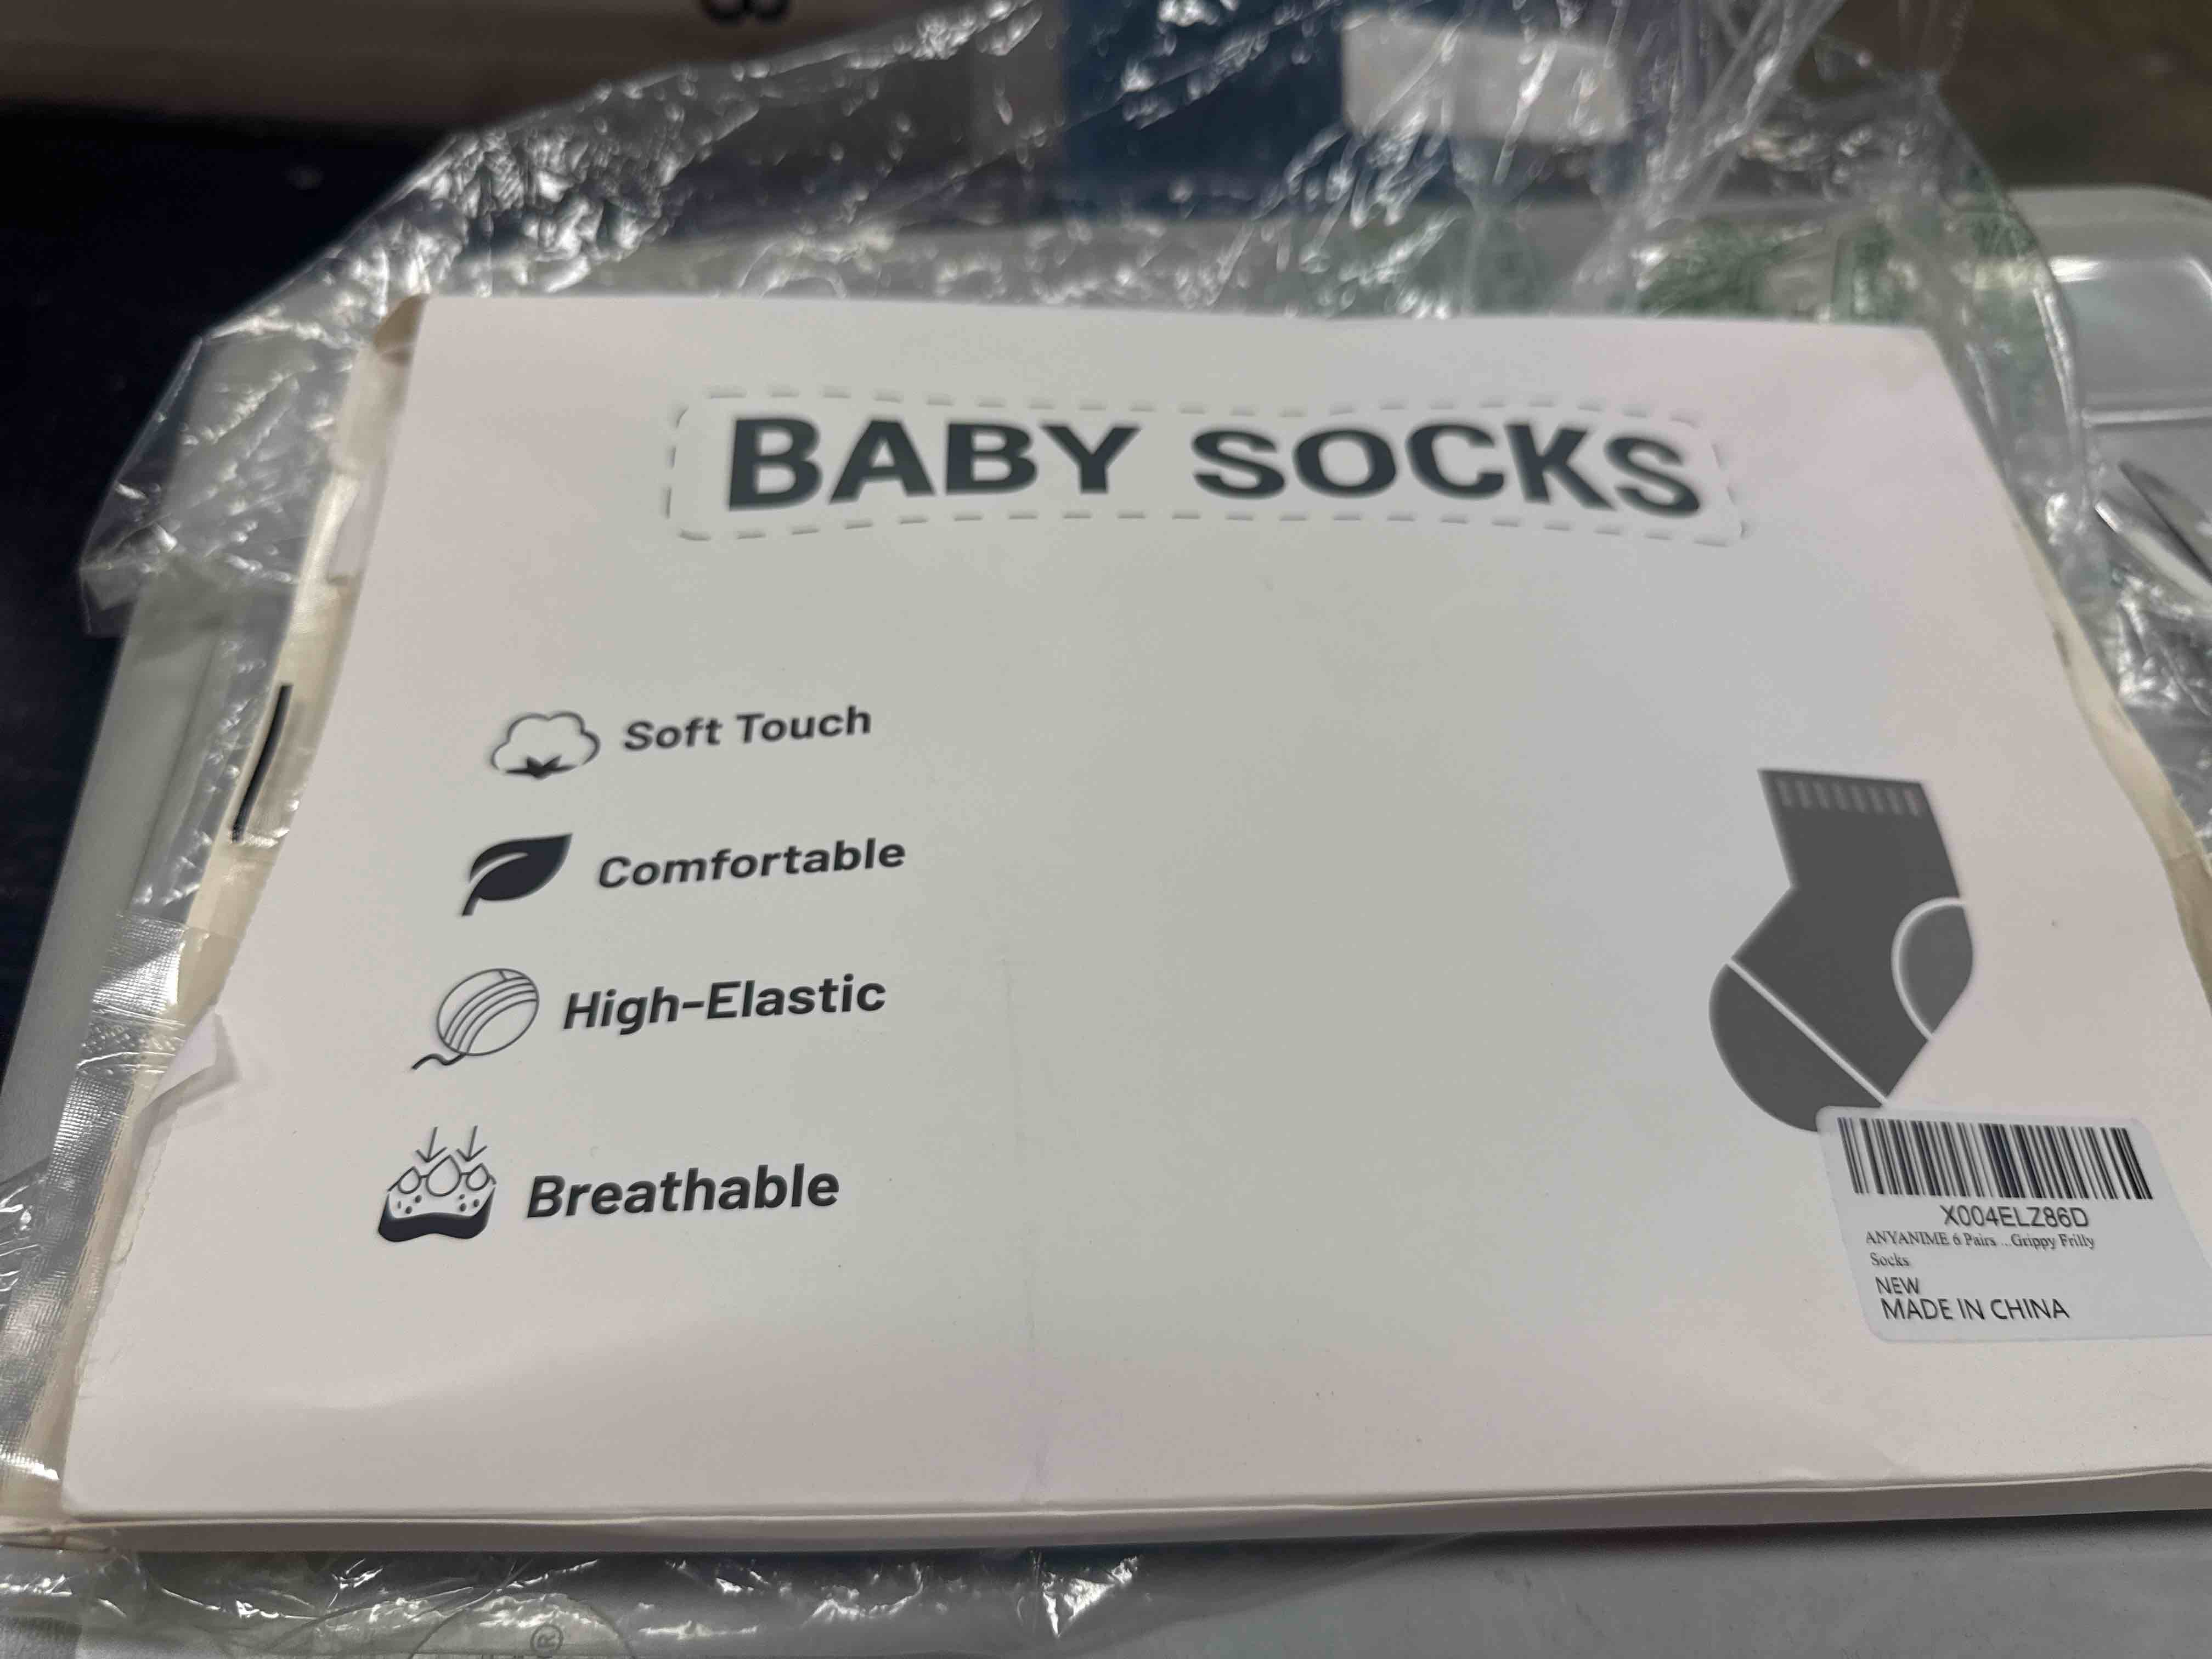 BABY SOCKS
Soft Touch
Comfortable
High-Elastic
Breathable
X004ELZ86D
ANYANIME 6 Pairs ...Grippy Frilly
Socks
NEW
MADE IN CHINA
®